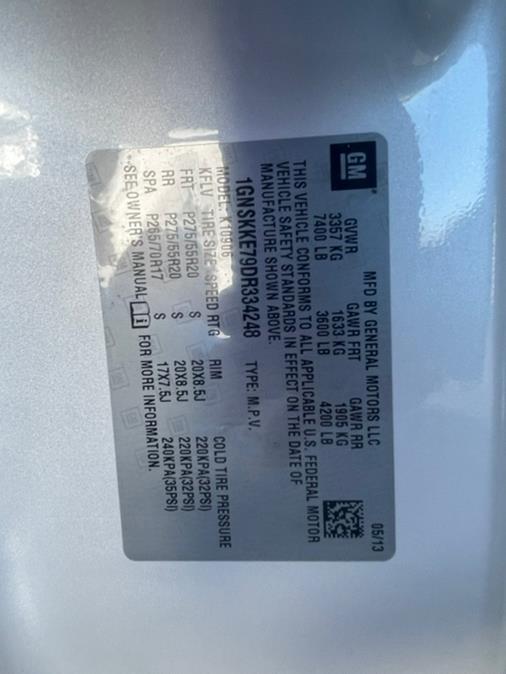 GM
MFD BY GENERAL MOTORS LLC 05/13
GVWR GAWR FRT GAWR RR
3357 KG 1633 KG 1905 KG
7400 LB 3600 LB 4200 LB
THIS VEHICLE CONFORMS TO ALL APPLICABLE U.S. FEDERAL MOTOR
VEHICLE SAFETY STANDARDS IN EFFECT ON THE DATE OF
MANUFACTURE SHOWN ABOVE.
1GNSKKE79DR334248 TYPE: M.P.V.
MODEL: K10906
KFLV TIRE SIZE SPEED RTG RIM COLD TIRE PRESSURE
FRT P275/55R20 S 20X8.5J 220KPA(32PSI)
RR P275/55R20 S 20X8.5J 220KPA(32PSI)
SPA P265/70R17 S 17X7.5J 240KPA(35PSI)
*SEE OWNER'S MANUAL FOR MORE INFORMATION.